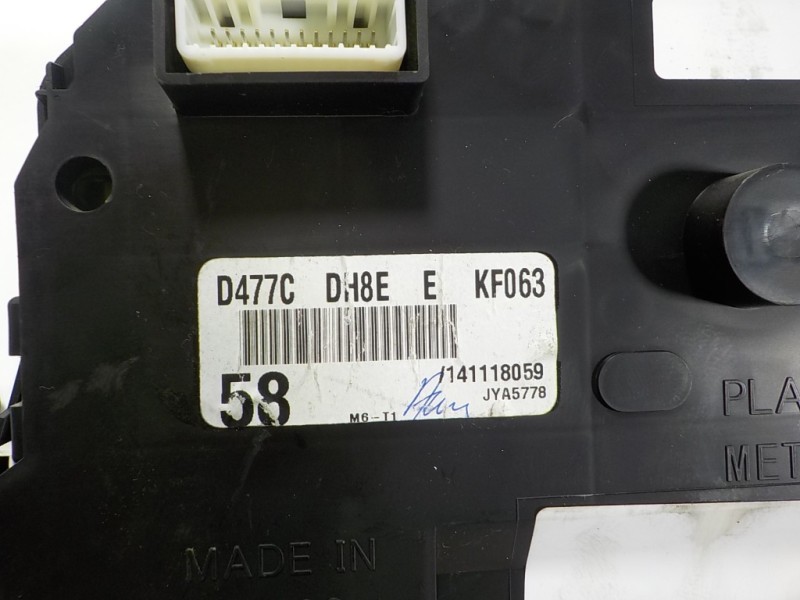 D477C DH8E E KF063
58
/141118059
JYA5778
M6-T1
PLA
MET
MADE IN